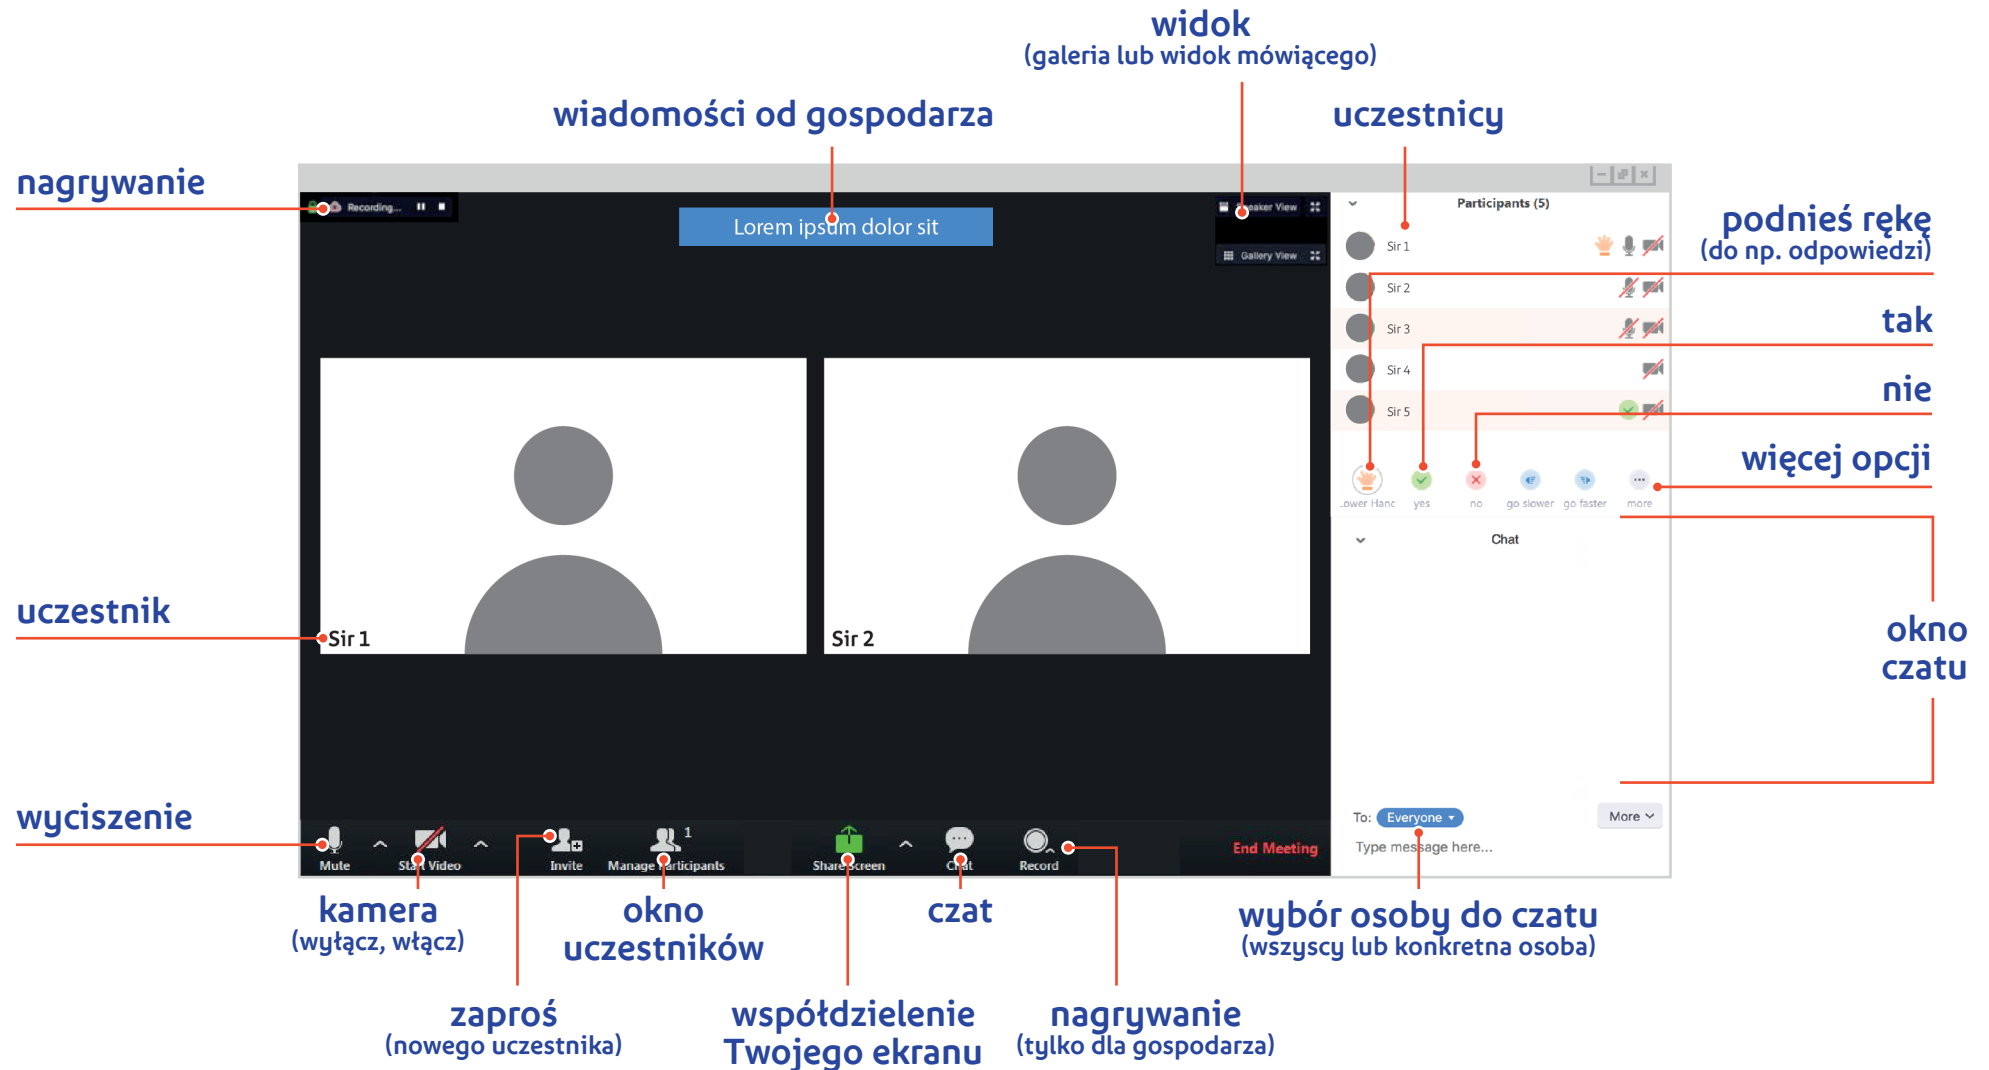 widok
(galeria lub widok mówiącego)
wiadomości od gospodarza
uczestnicy
nagrywanie
Recording...
Lorem ipsum dolor sit
Speaker View
Gallery View
Participants (5)
podnieś rękę
(do np. odpowiedzi)
Sir 1
Sir 2
Sir 3
Sir 4
Sir 5
tak
nie
więcej opcji
Lower Hand
yes
no
go slower
go faster
more
Chat
okno
czatu
uczestnik
Sir 1
Sir 2
wyciszenie
To: Everyone
More
Type message here...
Mute
Start Video
Invite
1
Manage Participants
Share Screen
Chat
Record
End Meeting
kamera
(wyłącz, włącz)
okno
uczestników
czat
wybór osoby do czatu
(wszyscy lub konkretna osoba)
zaproś
(nowego uczestnika)
współdzielenie
Twojego ekranu
nagrywanie
(tylko dla gospodarza)